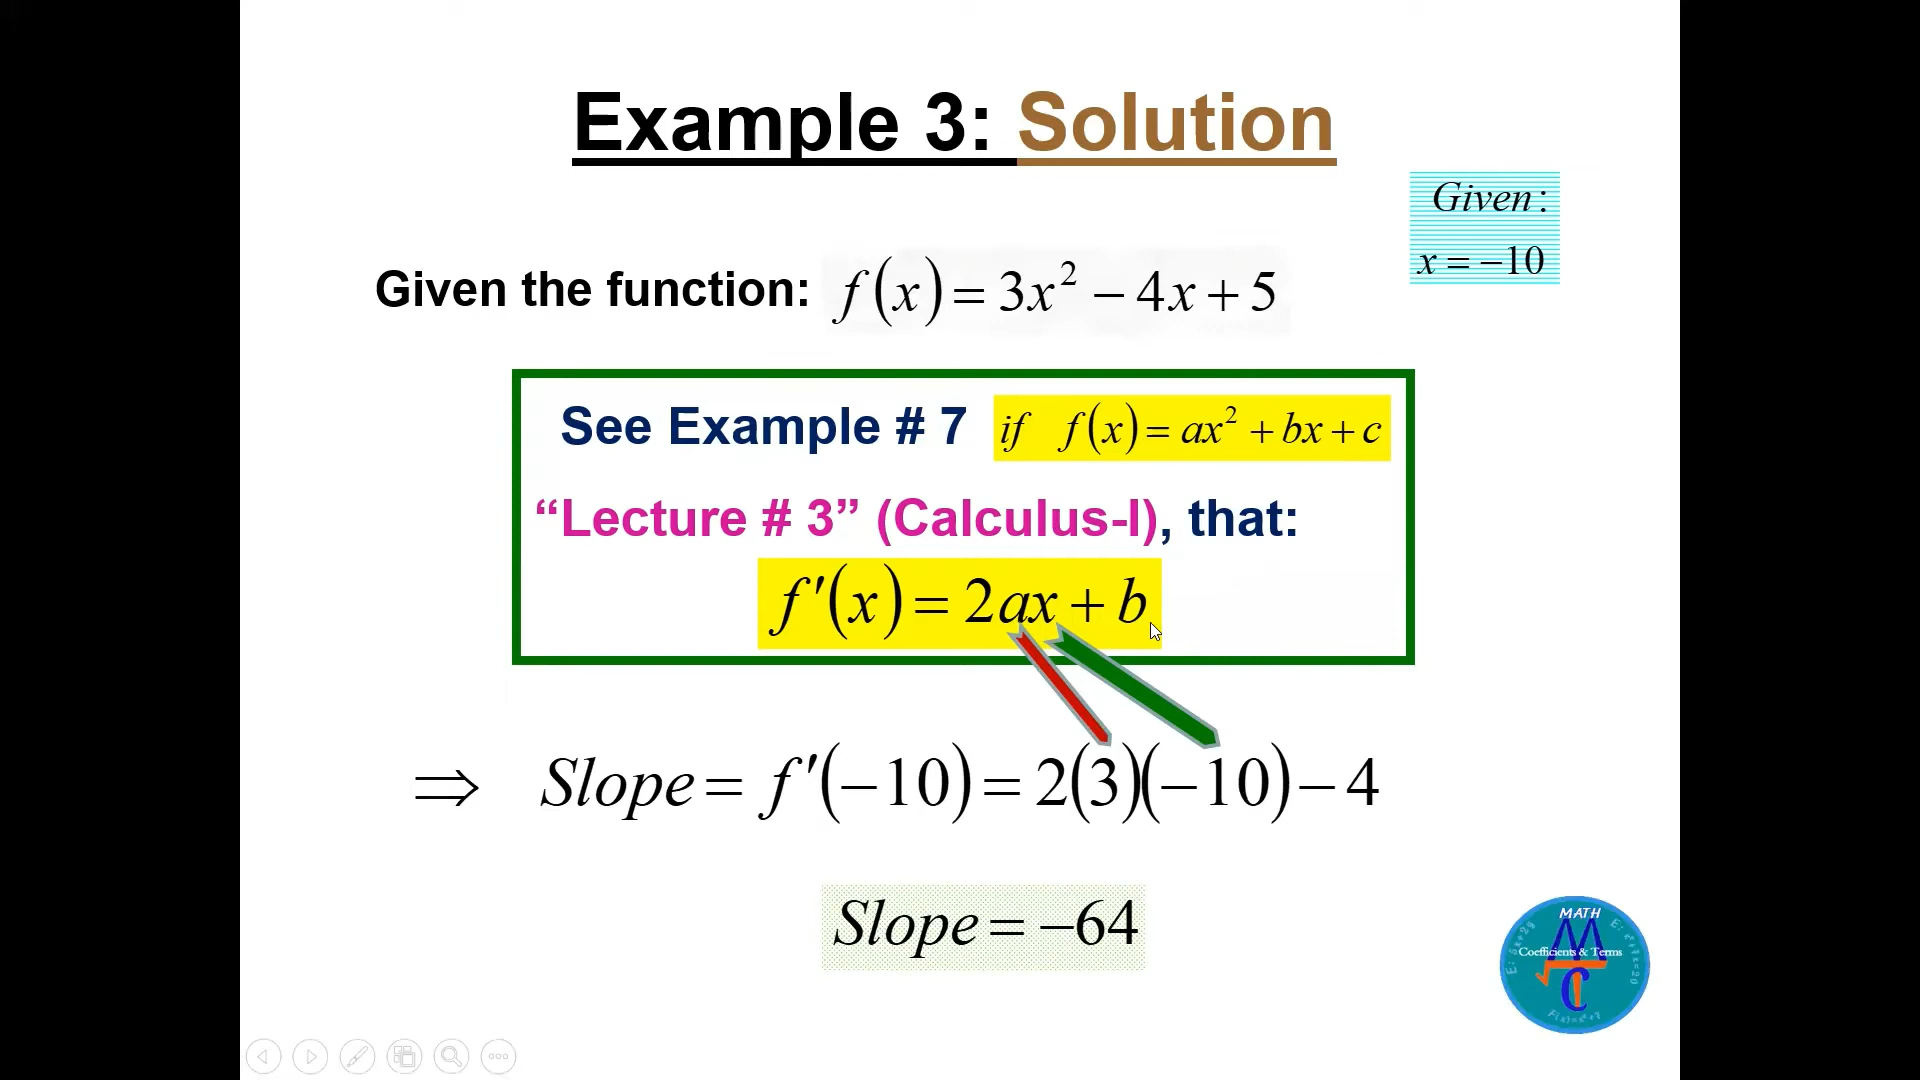 Example 3: Solution
Given:
x = −10
Given the function: f(x) = 3x² − 4x + 5
See Example # 7 if f(x) = ax² + bx + c
“Lecture # 3” (Calculus-I), that:
f′(x) = 2ax + b
⇒ Slope = f′(−10) = 2(3)(−10) − 4
Slope = −64
MATH
Coefficients & Terms